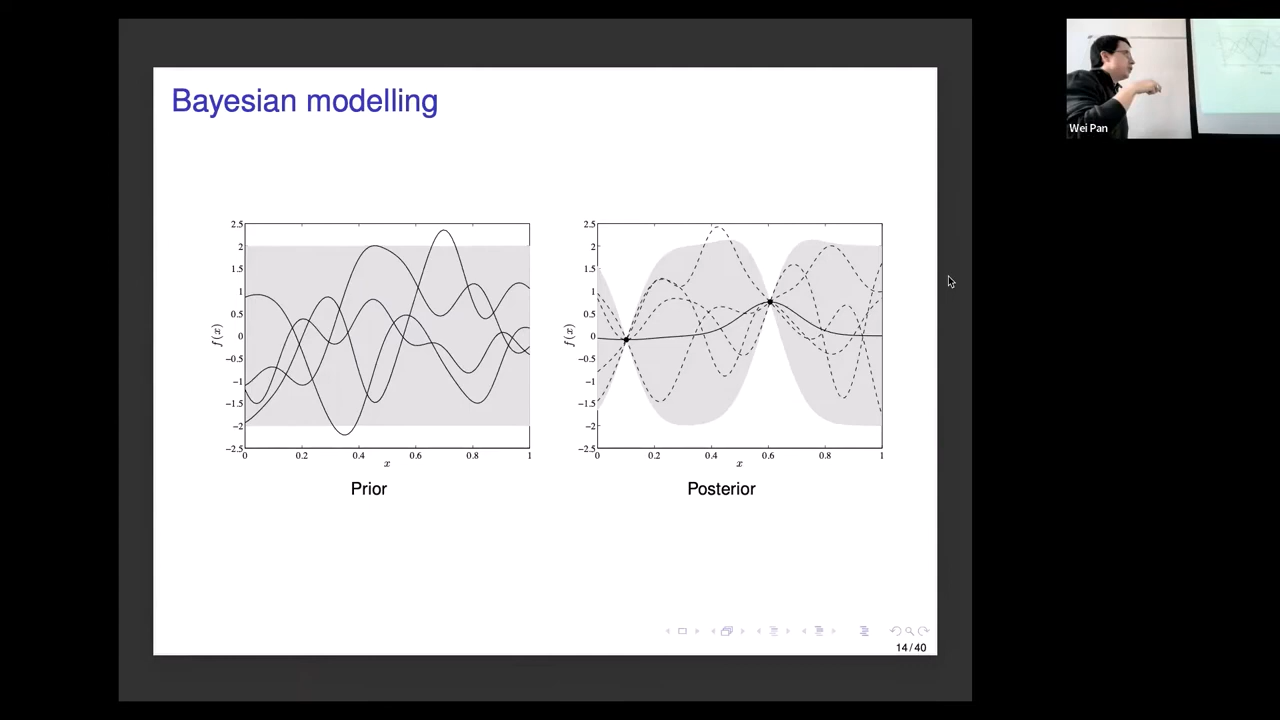 Bayesian modelling
2.5
2
1.5
1
0.5
0
−0.5
−1
−1.5
−2
−2.5
f(x)
0 0.2 0.4 0.6 0.8 1
x
Prior
2.5
2
1.5
1
0.5
0
−0.5
−1
−1.5
−2
−2.5
f(x)
0 0.2 0.4 0.6 0.8 1
x
Posterior
14/40
Wei Pan